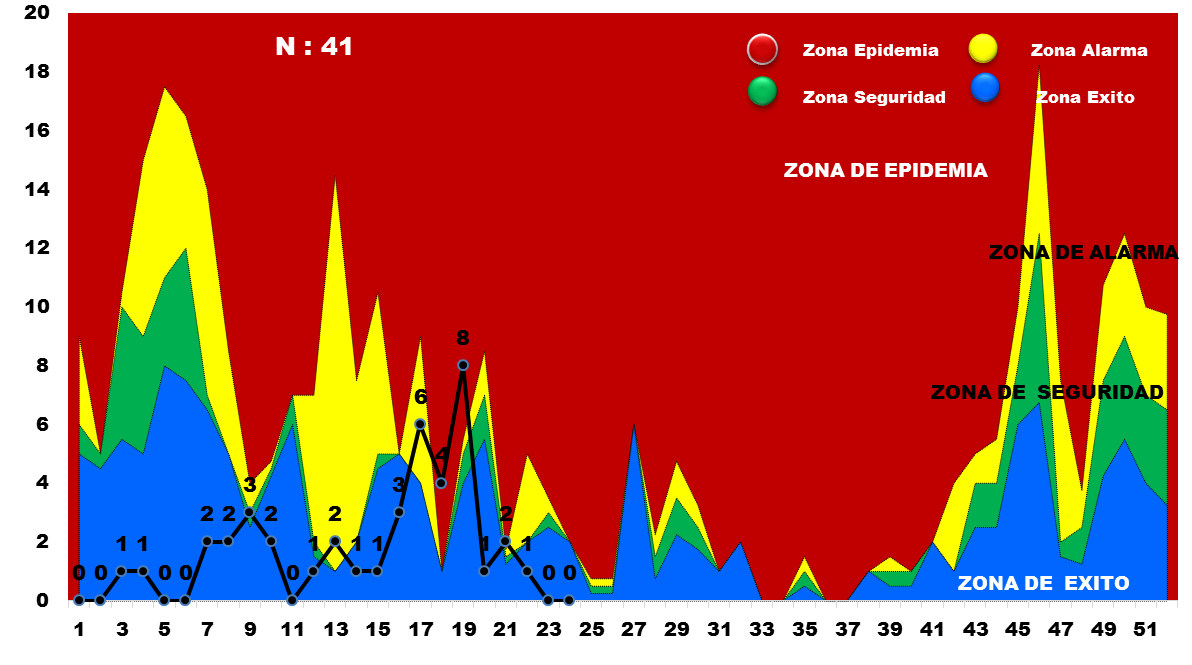 20
N : 41
Zona Epidemia
Zona Alarma
18
Zona Seguridad
Zona Exito
16
ZONA DE EPIDEMIA
14
12
ZONA DE ALARMA
10
8
8
6
ZONA DE  SEGURIDAD
6
4
4
3
3
2
2 2 2 2 2
0 0 1 1 0 0 0 1 1 1 1 1 0 0
ZONA DE  EXITO
0
1 3 5 7 9 11 13 15 17 19 21 23 25 27 29 31 33 35 37 39 41 43 45 47 49 51